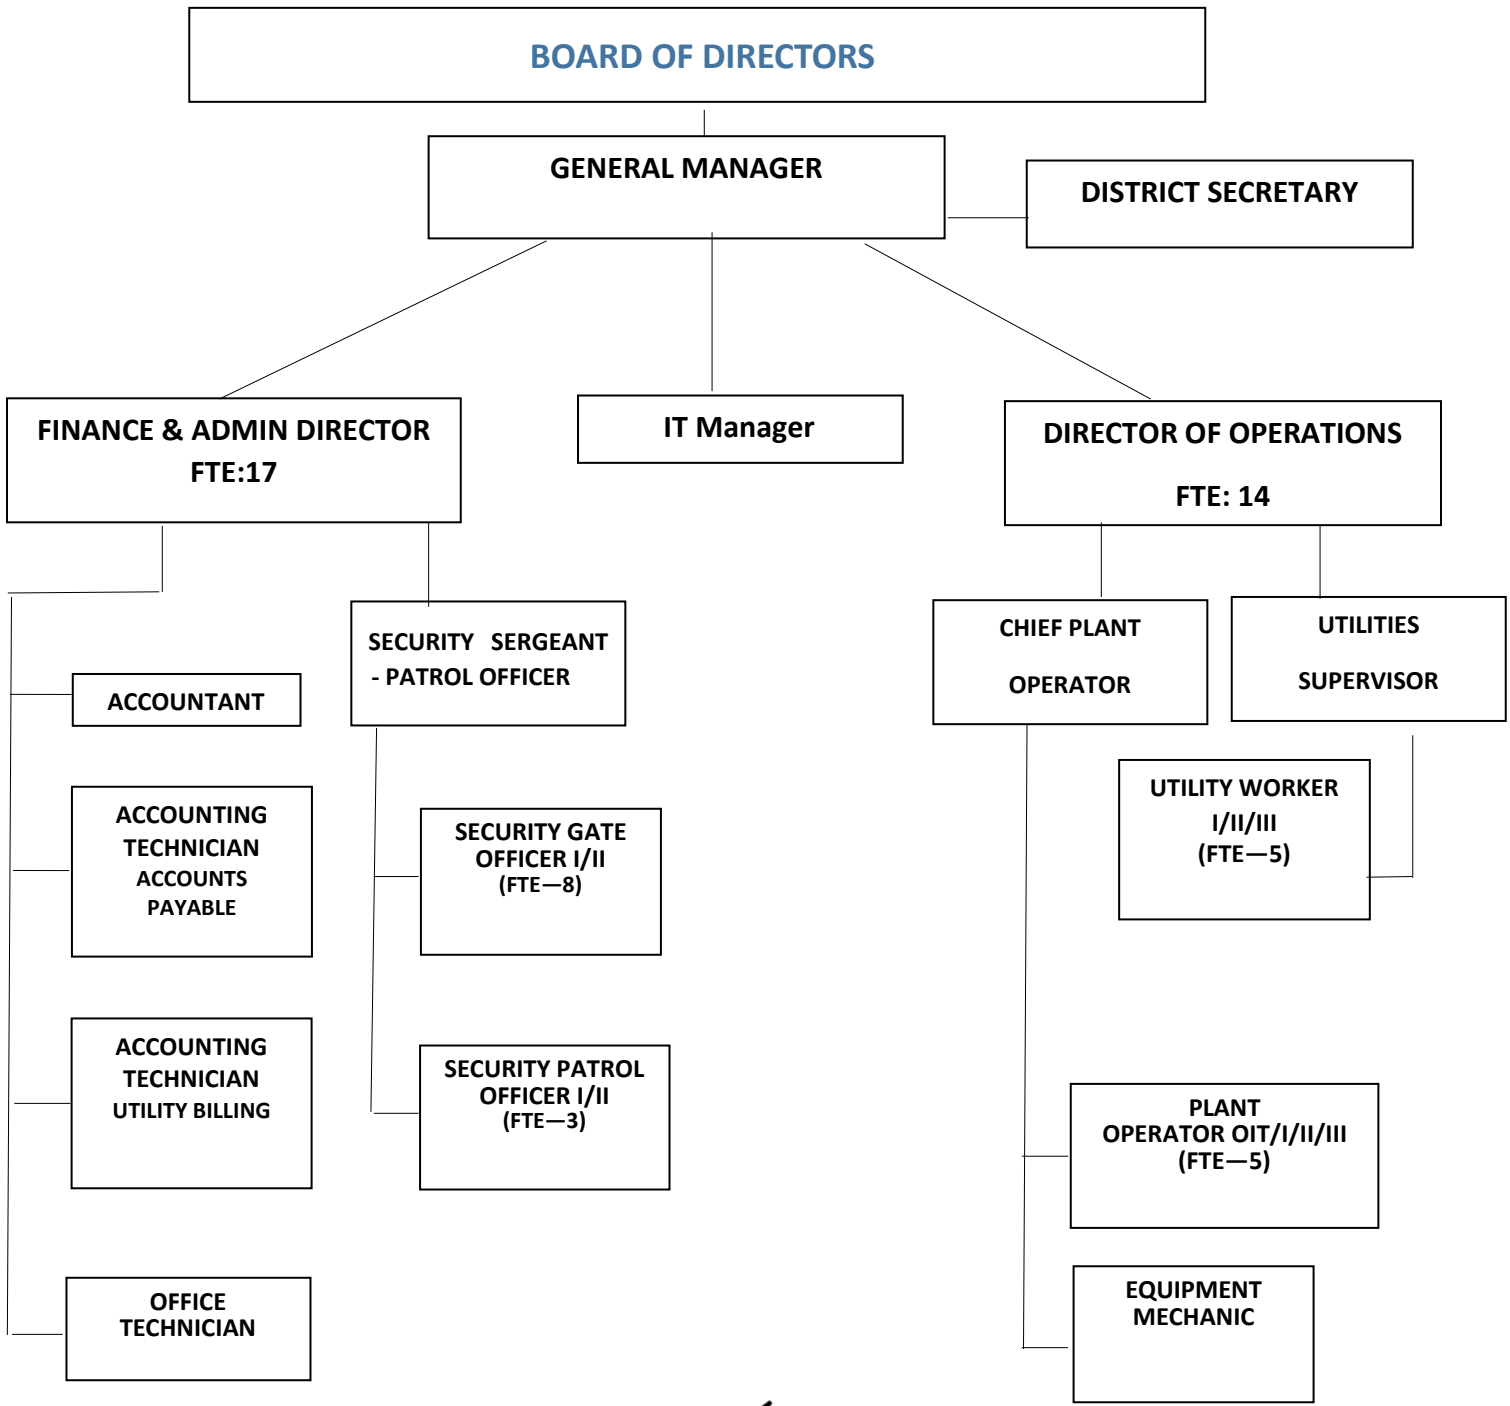 BOARD OF DIRECTORS
GENERAL MANAGER
DISTRICT SECRETARY
FINANCE & ADMIN DIRECTOR
FTE:17
IT Manager
DIRECTOR OF OPERATIONS
FTE: 14
SECURITY SERGEANT
- PATROL OFFICER
CHIEF PLANT
OPERATOR
UTILITIES
SUPERVISOR
ACCOUNTANT
ACCOUNTING
TECHNICIAN
ACCOUNTS
PAYABLE
SECURITY GATE
OFFICER I/II
(FTE—8)
UTILITY WORKER
I/II/III
(FTE—5)
ACCOUNTING
TECHNICIAN
UTILITY BILLING
SECURITY PATROL
OFFICER I/II
(FTE—3)
PLANT
OPERATOR OIT/I/II/III
(FTE—5)
OFFICE
TECHNICIAN
EQUIPMENT
MECHANIC